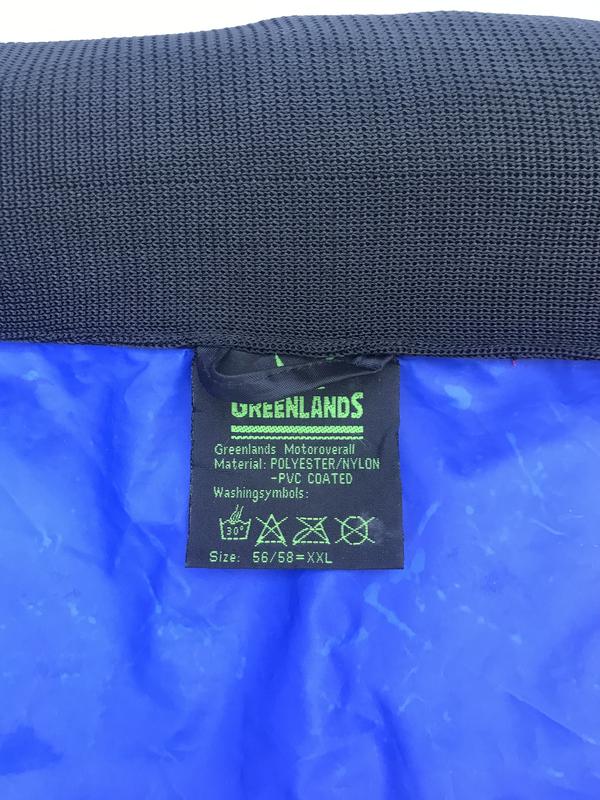 GREENLANDS
Greenlands Motoroverall
Material: POLYESTER/NYLON
-PVC COATED
Washingsymbols:
30°
Size: 56/58=XXL